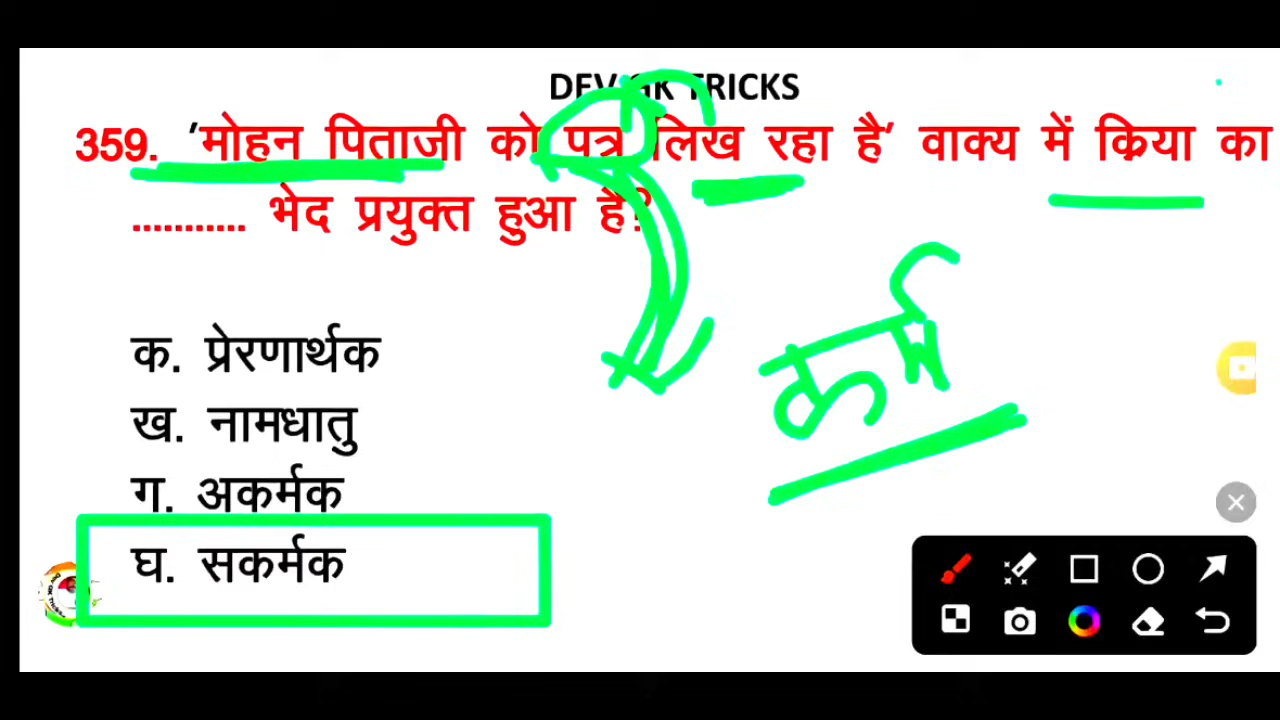 DEV GK TRICKS
359. 'मोहन पिताजी को पत्र लिख रहा है' वाक्य में क्रिया का
........... भेद प्रयुक्त हुआ है?
क. प्रेरणार्थक
ख. नामधातु
ग. अकर्मक
घ. सकर्मक
कर्म